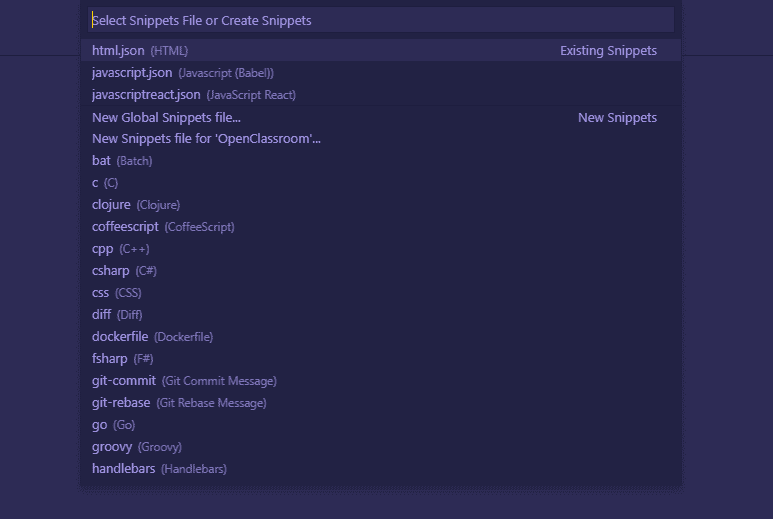 Select Snippets File or Create Snippets
html.json (HTML) Existing Snippets
javascript.json (Javascript (Babel))
javascriptreact.json (JavaScript React)
New Global Snippets file... New Snippets
New Snippets file for 'OpenClassroom'...
bat (Batch)
c (C)
clojure (Clojure)
coffeescript (CoffeeScript)
cpp (C++)
csharp (C#)
css (CSS)
diff (Diff)
dockerfile (Dockerfile)
fsharp (F#)
git-commit (Git Commit Message)
git-rebase (Git Rebase Message)
go (Go)
groovy (Groovy)
handlebars (Handlebars)